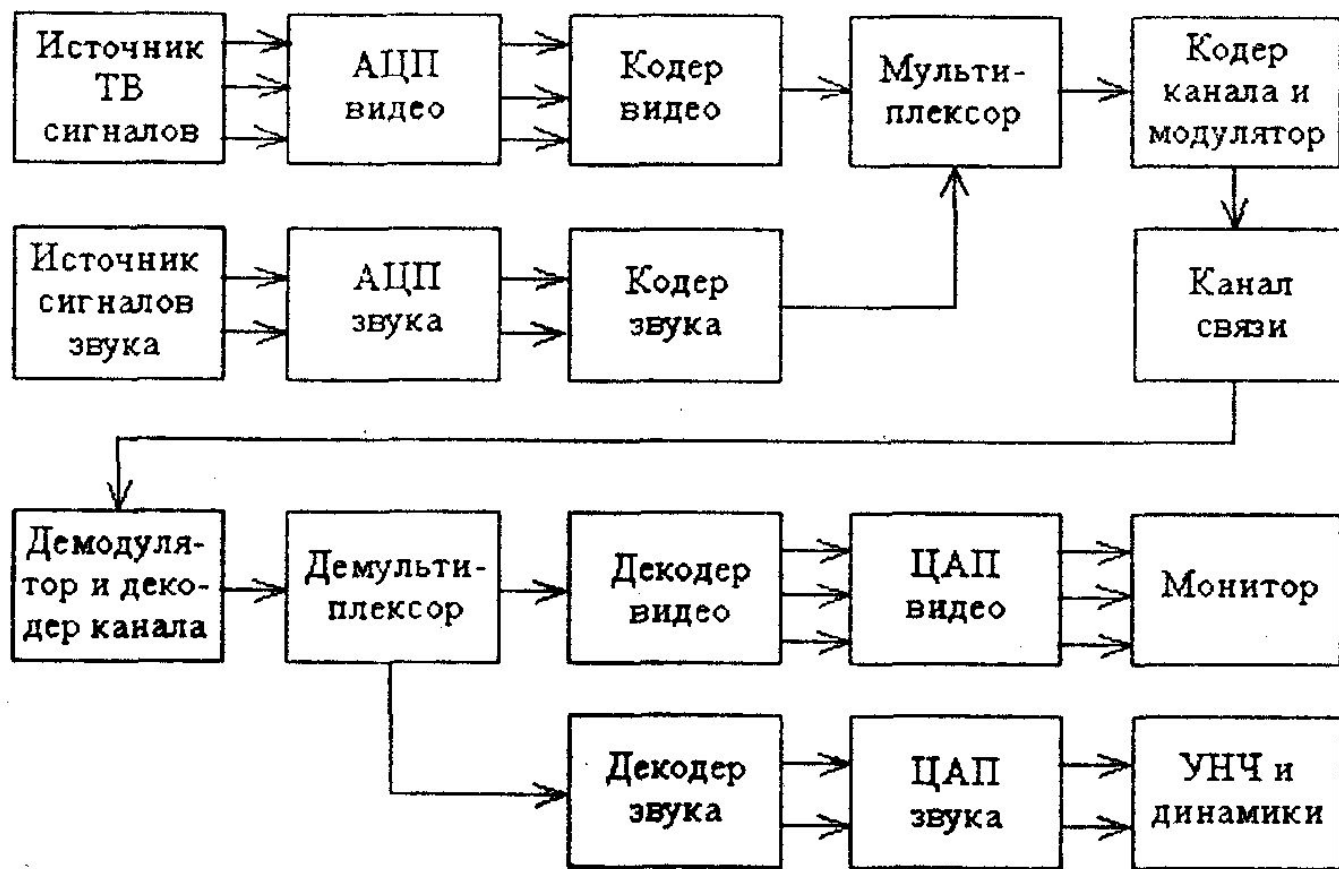 Источник
ТВ
сигналов
АЦП
видео
Кодер
видео
Мульти-
плексор
Кодер
канала и
модулятор
Источник
сигналов
звука
АЦП
звука
Кодер
звука
Канал
связи
Демодуля-
тор и деко-
дер канала
Демульти-
плексор
Декодер
видео
ЦАП
видео
Монитор
Декодер
звука
ЦАП
звука
УНЧ и
динамики